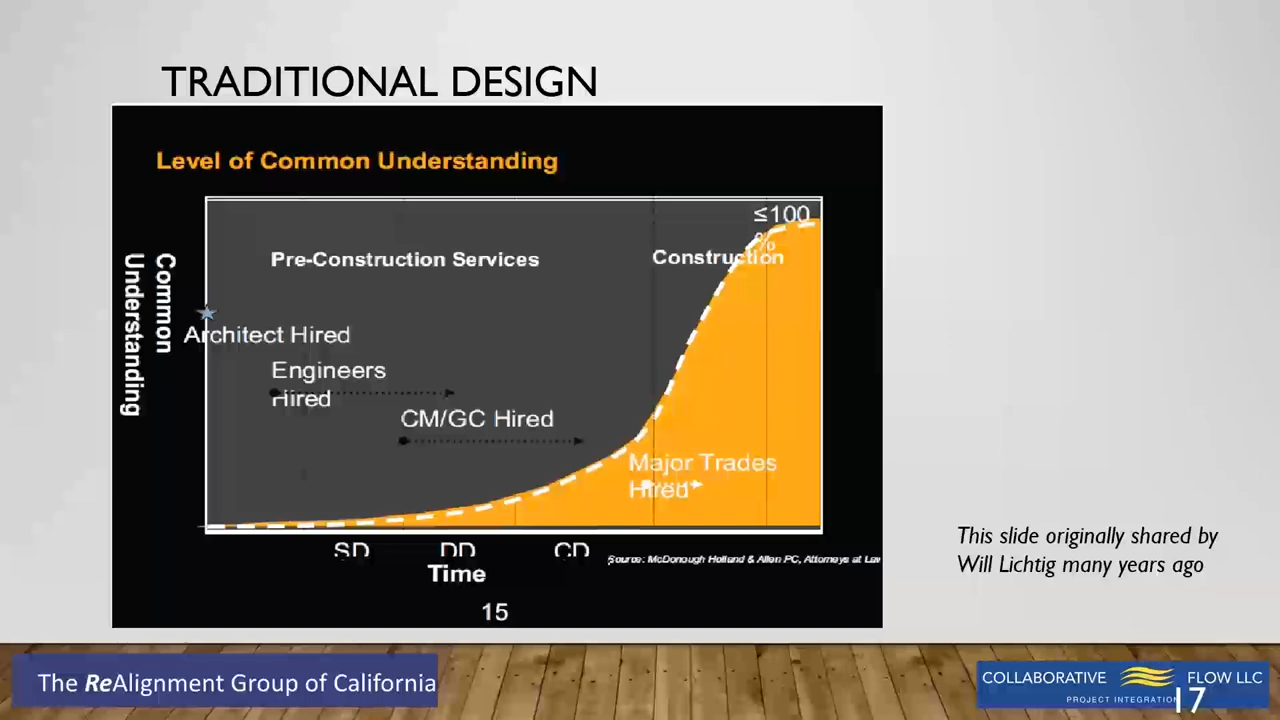 TRADITIONAL DESIGN
Level of Common Understanding
≤100
%
Pre-Construction Services
Construction
Common
Understanding
Architect Hired
Engineers
Hired
CM/GC Hired
Major Trades
Hired
SD DD CD
Source: McDonough Holland & Allen PC, Attorneys at Law
Time
15
This slide originally shared by
Will Lichtig many years ago
The ReAlignment Group of California
COLLABORATIVE FLOW LLC
PROJECT INTEGRATION
17